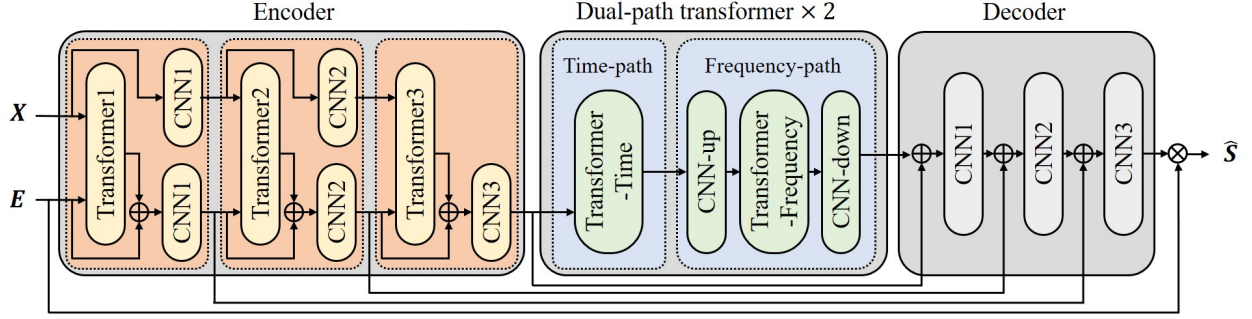 Encoder
Dual-path transformer × 2
Decoder
X
E
Transformer1
CNN1
CNN1
Transformer2
CNN2
CNN2
Transformer3
CNN3
Time-path
Transformer
-Time
Frequency-path
CNN-up
Transformer
-Frequency
CNN-down
CNN1
CNN2
CNN3
Ŝ